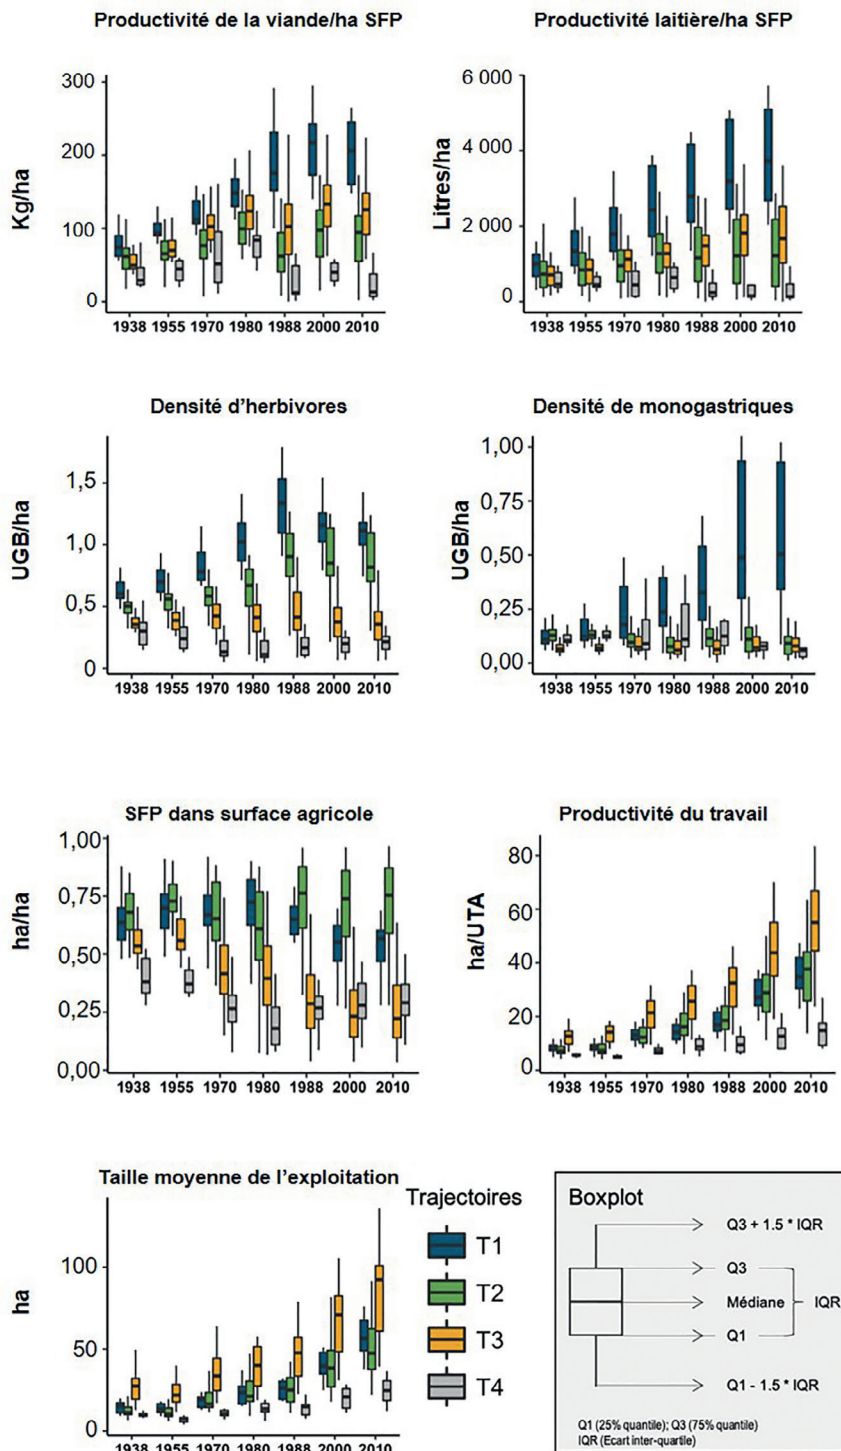 Productivité de la viande/ha SFP
Kg/ha
300
200
100
0
1938 1955 1970 1980 1988 2000 2010
Productivité laitière/ha SFP
Litres/ha
6 000
4 000
2 000
0
1938 1955 1970 1980 1988 2000 2010
Densité d'herbivores
UGB/ha
1,5
1,0
0,5
0
1938 1955 1970 1980 1988 2000 2010
Densité de monogastriques
UGB/ha
1,00
0,75
0,50
0,25
0,00
1938 1955 1970 1980 1988 2000 2010
SFP dans surface agricole
ha/ha
1,00
0,75
0,50
0,25
0,00
1938 1955 1970 1980 1988 2000 2010
Productivité du travail
ha/UTA
80
60
40
20
0
1938 1955 1970 1980 1988 2000 2010
Taille moyenne de l'exploitation
ha
100
50
0
1938 1955 1970 1980 1988 2000 2010
Trajectoires
T1
T2
T3
T4
Boxplot
Q3 + 1.5 * IQR
Q3
Médiane
IQR
Q1
Q1 - 1.5 * IQR
Q1 (25% quantile); Q3 (75% quantile)
IQR (Ecart inter-quartile)